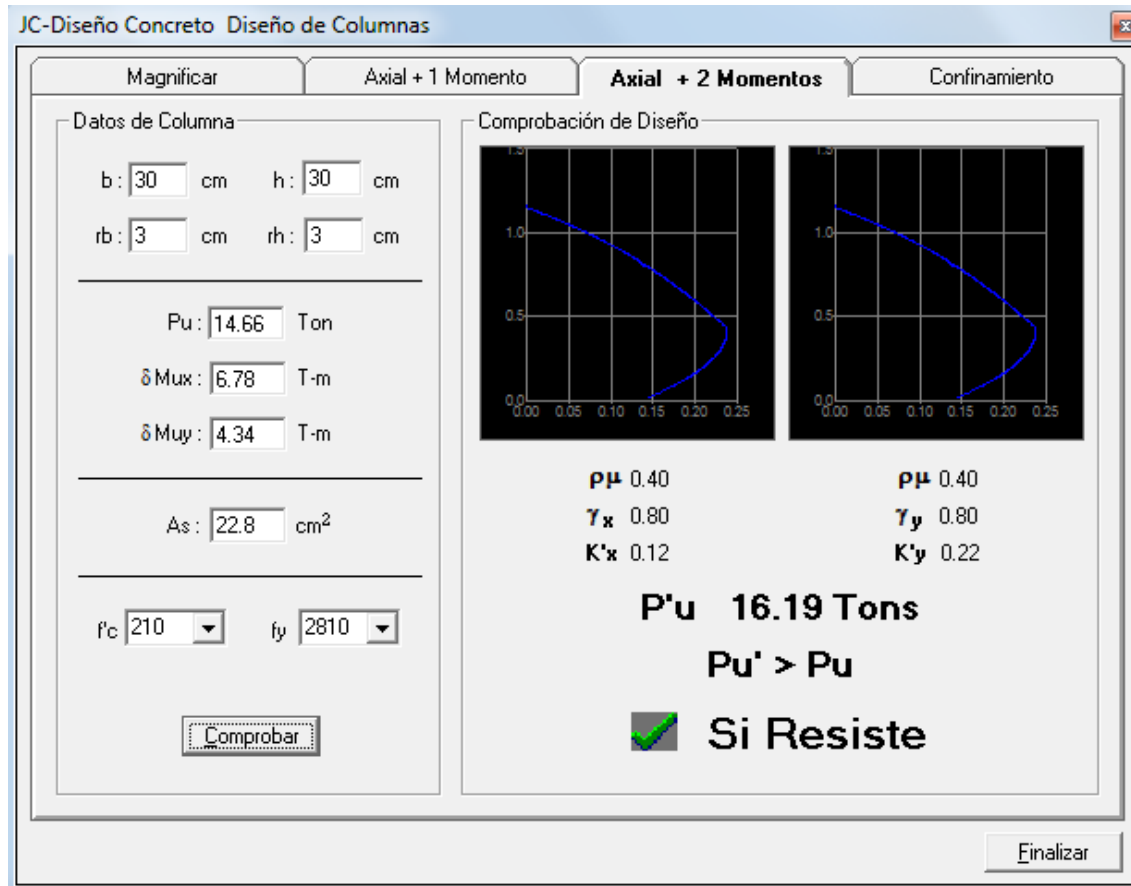 JC-Diseño Concreto Diseño de Columnas
Magnificar
Axial + 1 Momento
Axial + 2 Momentos
Confinamiento
Datos de Columna
b : 30 cm h : 30 cm
rb : 3 cm rh : 3 cm
Pu : 14.66 Ton
δ Mux : 6.78 T-m
δ Muy : 4.34 T-m
As : 22.8 cm²
f'c 210 fy 2810
Comprobar
Comprobación de Diseño
1.0
0.5
0.0
0.00 0.05 0.10 0.15 0.20 0.25
1.0
0.5
0.0
0.00 0.05 0.10 0.15 0.20 0.25
ρμ 0.40
γx 0.80
K'x 0.12
ρμ 0.40
γy 0.80
K'y 0.22
P'u 16.19 Tons
Pu' > Pu
Si Resiste
Finalizar